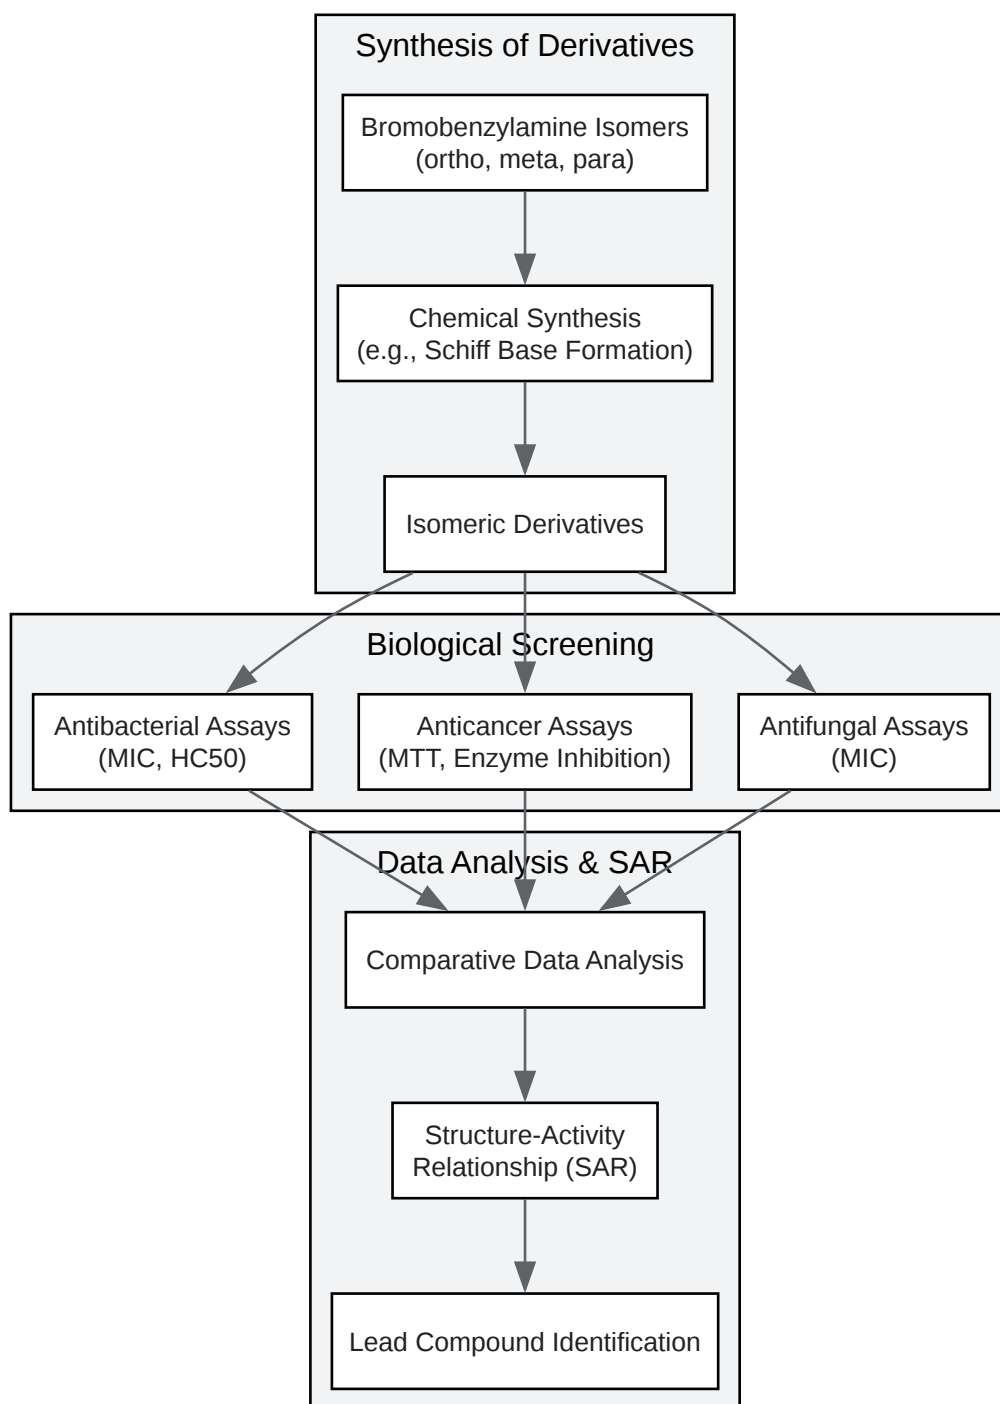 Synthesis of Derivatives
Bromobenzylamine Isomers
(ortho, meta, para)
Chemical Synthesis
(e.g., Schiff Base Formation)
Isomeric Derivatives
Biological Screening
Antibacterial Assays
(MIC, HC50)
Anticancer Assays
(MTT, Enzyme Inhibition)
Antifungal Assays
(MIC)
Data Analysis & SAR
Comparative Data Analysis
Structure-Activity
Relationship (SAR)
Lead Compound Identification